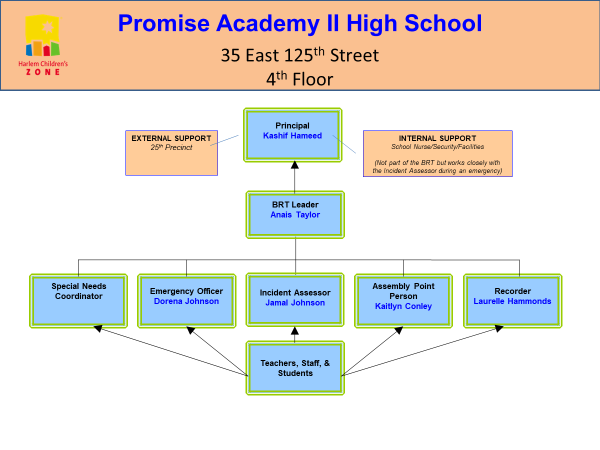 Promise Academy II High School
35 East 125th Street
4th Floor
Harlem Children's
ZONE
EXTERNAL SUPPORT
25th Precinct
Principal
Kashif Hameed
INTERNAL SUPPORT
School Nurse/Security/Facilities
(Not part of the BRT but works closely with
the Incident Assessor during an emergency)
BRT Leader
Anais Taylor
Special Needs
Coordinator
Emergency Officer
Dorena Johnson
Incident Assessor
Jamal Johnson
Assembly Point
Person
Kaitlyn Conley
Recorder
Laurelle Hammonds
Teachers, Staff, &
Students